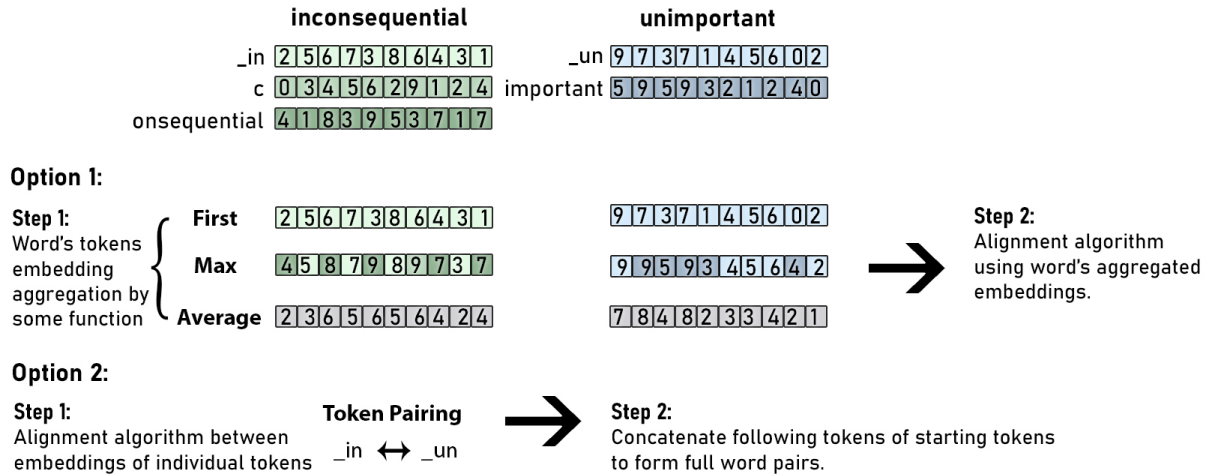 inconsequential unimportant
_in 2 5 6 7 3 8 6 4 3 1 _un 9 7 3 7 1 4 5 6 0 2
c 0 3 4 5 6 2 9 1 2 4 important 5 9 5 9 3 2 1 2 4 0
onsequential 4 1 8 3 9 5 3 7 1 7
Option 1:
Step 1:
Word's tokens
embedding
aggregation by
some function
First 2 5 6 7 3 8 6 4 3 1 9 7 3 7 1 4 5 6 0 2
Max 4 5 8 7 9 8 9 7 3 7 9 9 5 9 3 4 5 6 4 2
Average 2 3 6 5 6 5 6 4 2 4 7 8 4 8 2 3 3 4 2 1
Step 2:
Alignment algorithm
using word's aggregated
embeddings.
Option 2:
Step 1:
Alignment algorithm between
embeddings of individual tokens
Token Pairing
_in ↔ _un
Step 2:
Concatenate following tokens of starting tokens
to form full word pairs.